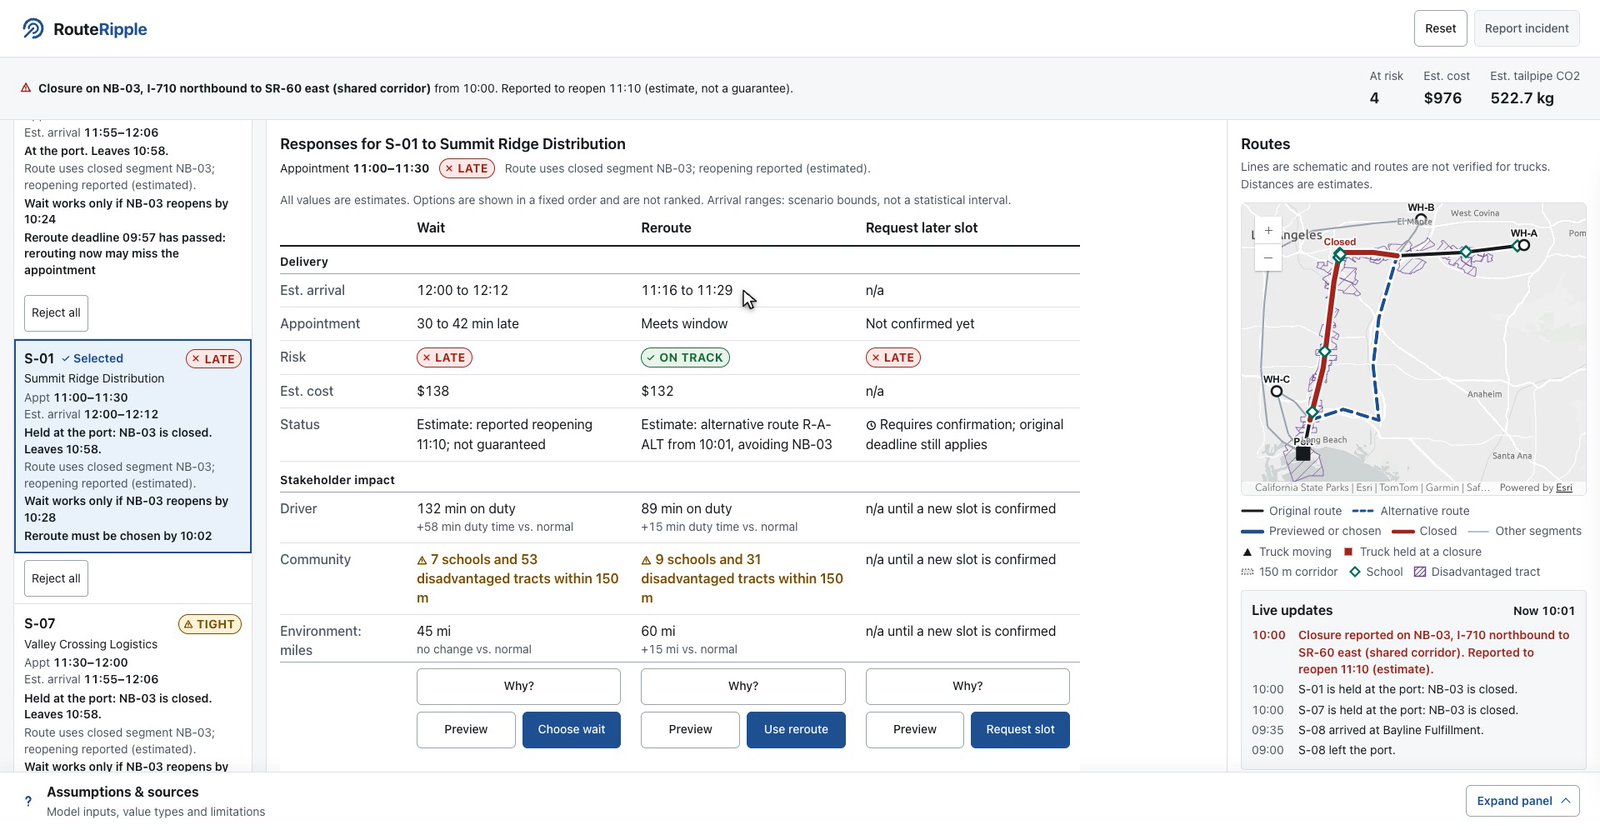 RouteRipple
Reset
Report incident
Closure on NB-03, I-710 northbound to SR-60 east (shared corridor) from 10:00. Reported to reopen 11:10 (estimate, not a guarantee).
At risk
4
Est. cost
$976
Est. tailpipe CO2
522.7 kg
Est. arrival 11:55–12:06
At the port. Leaves 10:58.
Route uses closed segment NB-03;
reopening reported (estimated).
Wait works only if NB-03 reopens by
10:24
Reroute deadline 09:57 has passed:
rerouting now may miss the
appointment
Reject all
S-01 ✓ Selected
× LATE
Summit Ridge Distribution
Appt 11:00–11:30
Est. arrival 12:00–12:12
Held at the port: NB-03 is closed.
Leaves 10:58.
Route uses closed segment NB-03;
reopening reported (estimated).
Wait works only if NB-03 reopens by
10:28
Reroute must be chosen by 10:02
Reject all
S-07
TIGHT
Valley Crossing Logistics
Appt 11:30–12:00
Est. arrival 11:55–12:06
Held at the port: NB-03 is closed.
Leaves 10:58.
Route uses closed segment NB-03;
reopening reported (estimated).
Wait works only if NB-03 reopens by
Responses for S-01 to Summit Ridge Distribution
Appointment 11:00–11:30 × LATE Route uses closed segment NB-03; reopening reported (estimated).
All values are estimates. Options are shown in a fixed order and are not ranked. Arrival ranges: scenario bounds, not a statistical interval.
Wait
Reroute
Request later slot
Delivery
Est. arrival
12:00 to 12:12
11:16 to 11:29
n/a
Appointment
30 to 42 min late
Meets window
Not confirmed yet
Risk
× LATE
✓ ON TRACK
× LATE
Est. cost
$138
$132
n/a
Status
Estimate: reported reopening
11:10; not guaranteed
Estimate: alternative route R-A-
ALT from 10:01, avoiding NB-03
Requires confirmation; original
deadline still applies
Stakeholder impact
Driver
132 min on duty
+58 min duty time vs. normal
89 min on duty
+15 min duty time vs. normal
n/a until a new slot is confirmed
Community
7 schools and 53
disadvantaged tracts within 150
m
9 schools and 31
disadvantaged tracts within 150
m
n/a until a new slot is confirmed
Environment:
miles
45 mi
no change vs. normal
60 mi
+15 mi vs. normal
n/a until a new slot is confirmed
Why?
Why?
Why?
Preview
Choose wait
Preview
Use reroute
Preview
Request slot
Routes
Lines are schematic and routes are not verified for trucks.
Distances are estimates.
+
−
WH-B
El Monte
West Covina
WH-A
Closed
WH-C
Anaheim
Long Beach
Santa Ana
California State Parks | Esri | TomTom | Garmin | Saf...
Powered by Esri
Original route
Alternative route
Previewed or chosen
Closed
Other segments
Truck moving
Truck held at a closure
150 m corridor
School
Disadvantaged tract
Live updates
Now 10:01
10:00 Closure reported on NB-03, I-710 northbound to
SR-60 east (shared corridor). Reported to
reopen 11:10 (estimate).
10:00 S-01 is held at the port: NB-03 is closed.
10:00 S-07 is held at the port: NB-03 is closed.
09:35 S-08 arrived at Bayline Fulfillment.
09:00 S-08 left the port.
?
Assumptions & sources
Model inputs, value types and limitations
Expand panel